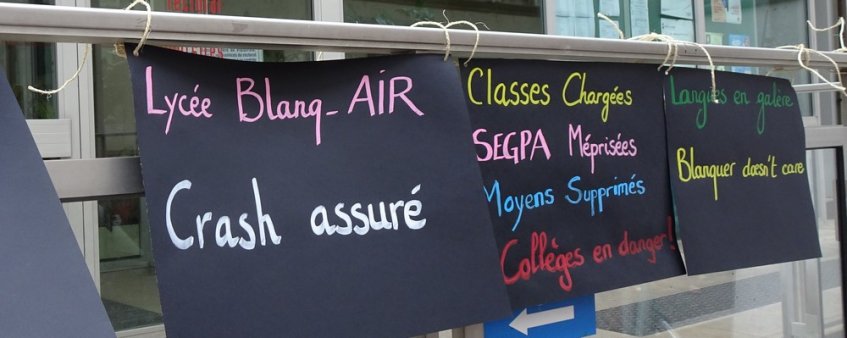 Lycée Blanq-AIR
Crash assuré
Classes Chargées
SEGPA Méprisées
Moyens Supprimés
Collèges en danger!
Langues en galère
Blanquer doesn't care